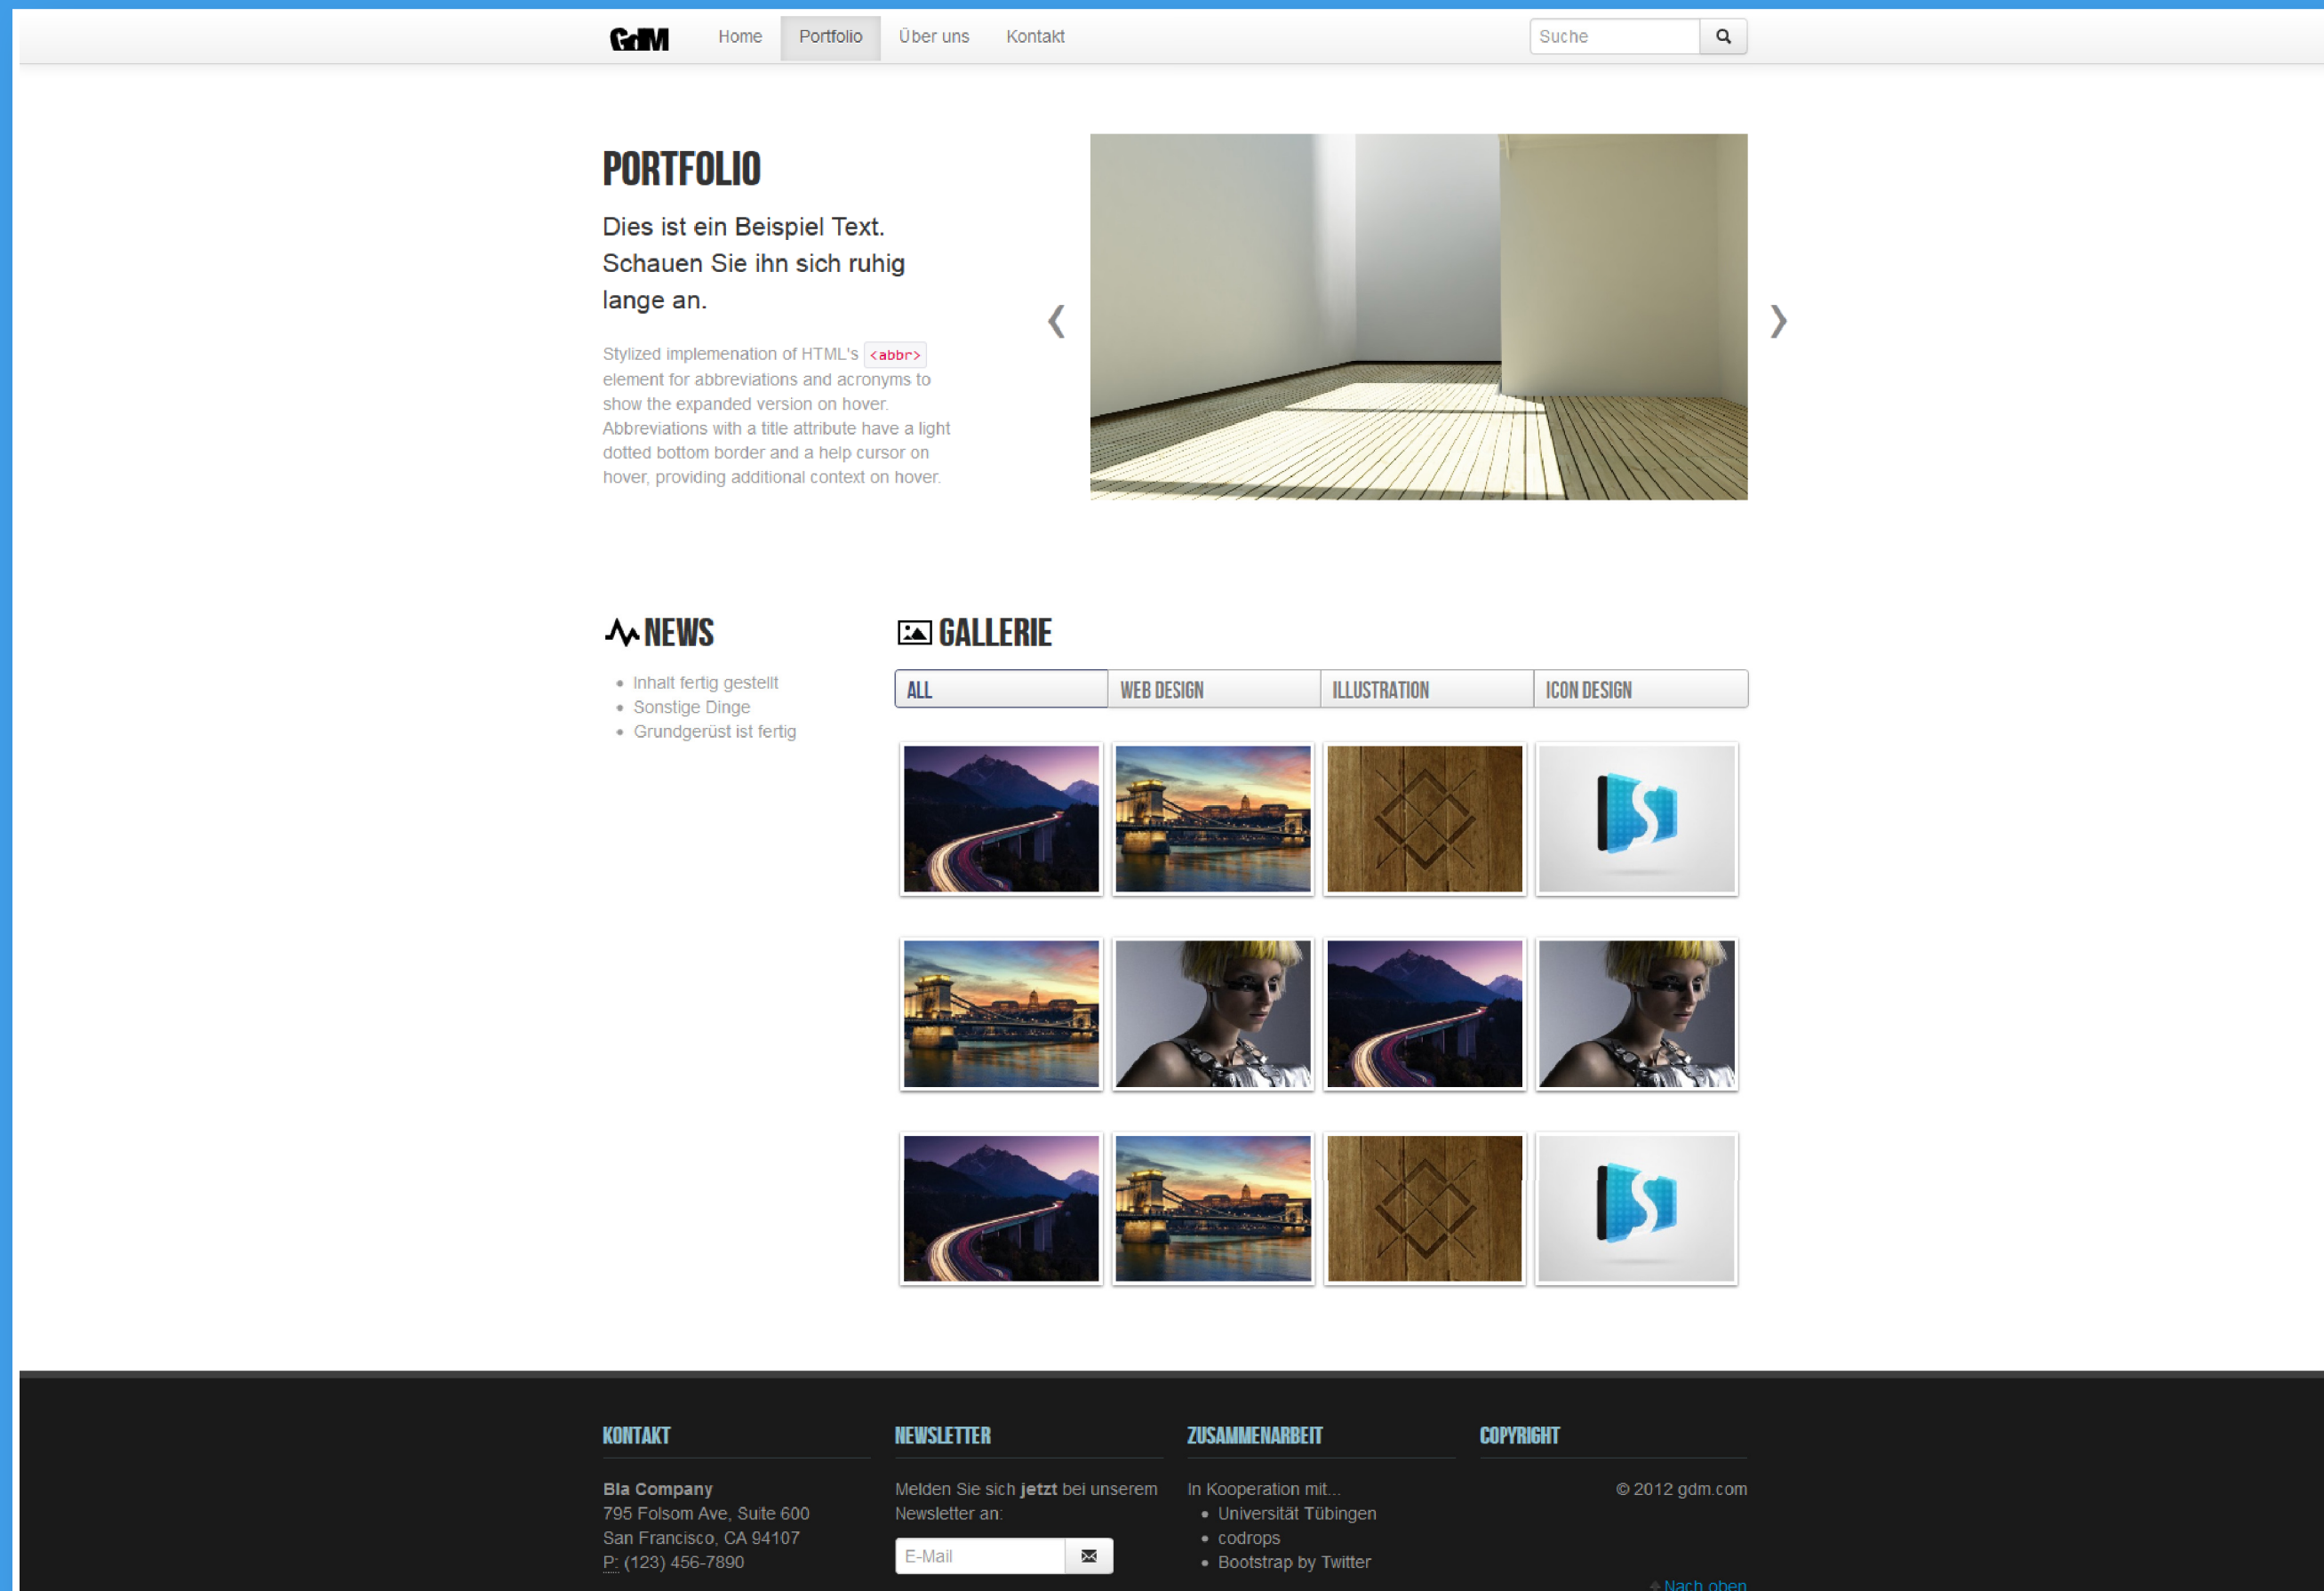 GdM
Home Portfolio Über uns Kontakt
Suche
PORTFOLIO
Dies ist ein Beispiel Text.
Schauen Sie ihn sich ruhig
lange an.
Stylized implemenation of HTML's <abbr>
element for abbreviations and acronyms to
show the expanded version on hover.
Abbreviations with a title attribute have a light
dotted bottom border and a help cursor on
hover, providing additional context on hover.
NEWS
Inhalt fertig gestellt
Sonstige Dinge
Grundgerüst ist fertig
GALLERIE
ALL WEB DESIGN ILLUSTRATION ICON DESIGN
KONTAKT
Bla Company
795 Folsom Ave, Suite 600
San Francisco, CA 94107
P: (123) 456-7890
NEWSLETTER
Melden Sie sich jetzt bei unserem
Newsletter an:
E-Mail
ZUSAMMENARBEIT
In Kooperation mit...
Universität Tübingen
codrops
Bootstrap by Twitter
COPYRIGHT
© 2012 gdm.com
Nach oben